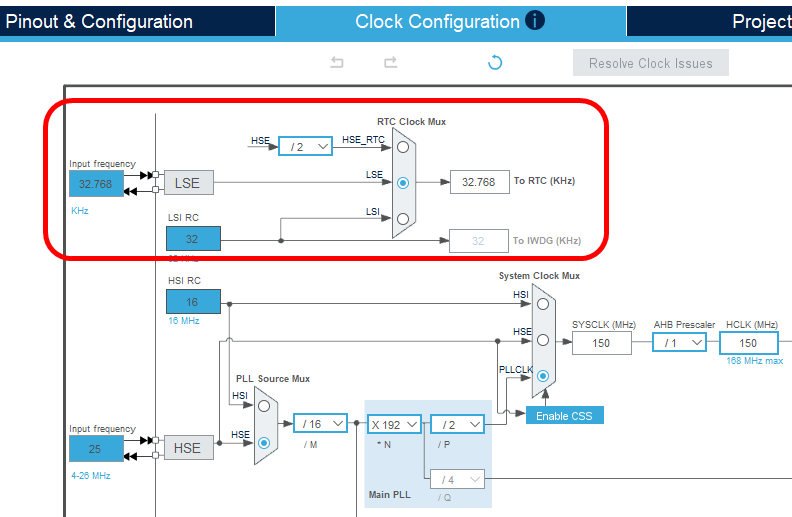 Pinout & Configuration
Clock Configuration
i
Project
Resolve Clock Issues
RTC Clock Mux
HSE
/ 2
HSE_RTC
Input frequency
32.768
KHz
LSE
LSE
32.768
To RTC (KHz)
LSI RC
LSI
32
32
To IWDG (KHz)
HSI RC
16
16 MHz
System Clock Mux
HSI
HSE
PLLCLK
SYSCLK (MHz)
150
AHB Prescaler
/ 1
HCLK (MHz)
150
168 MHz max
Enable CSS
PLL Source Mux
HSI
HSE
Input frequency
25
4-26 MHz
HSE
/ 16
/ M
X 192
* N
/ 2
/ P
/ 4
/ Q
Main PLL